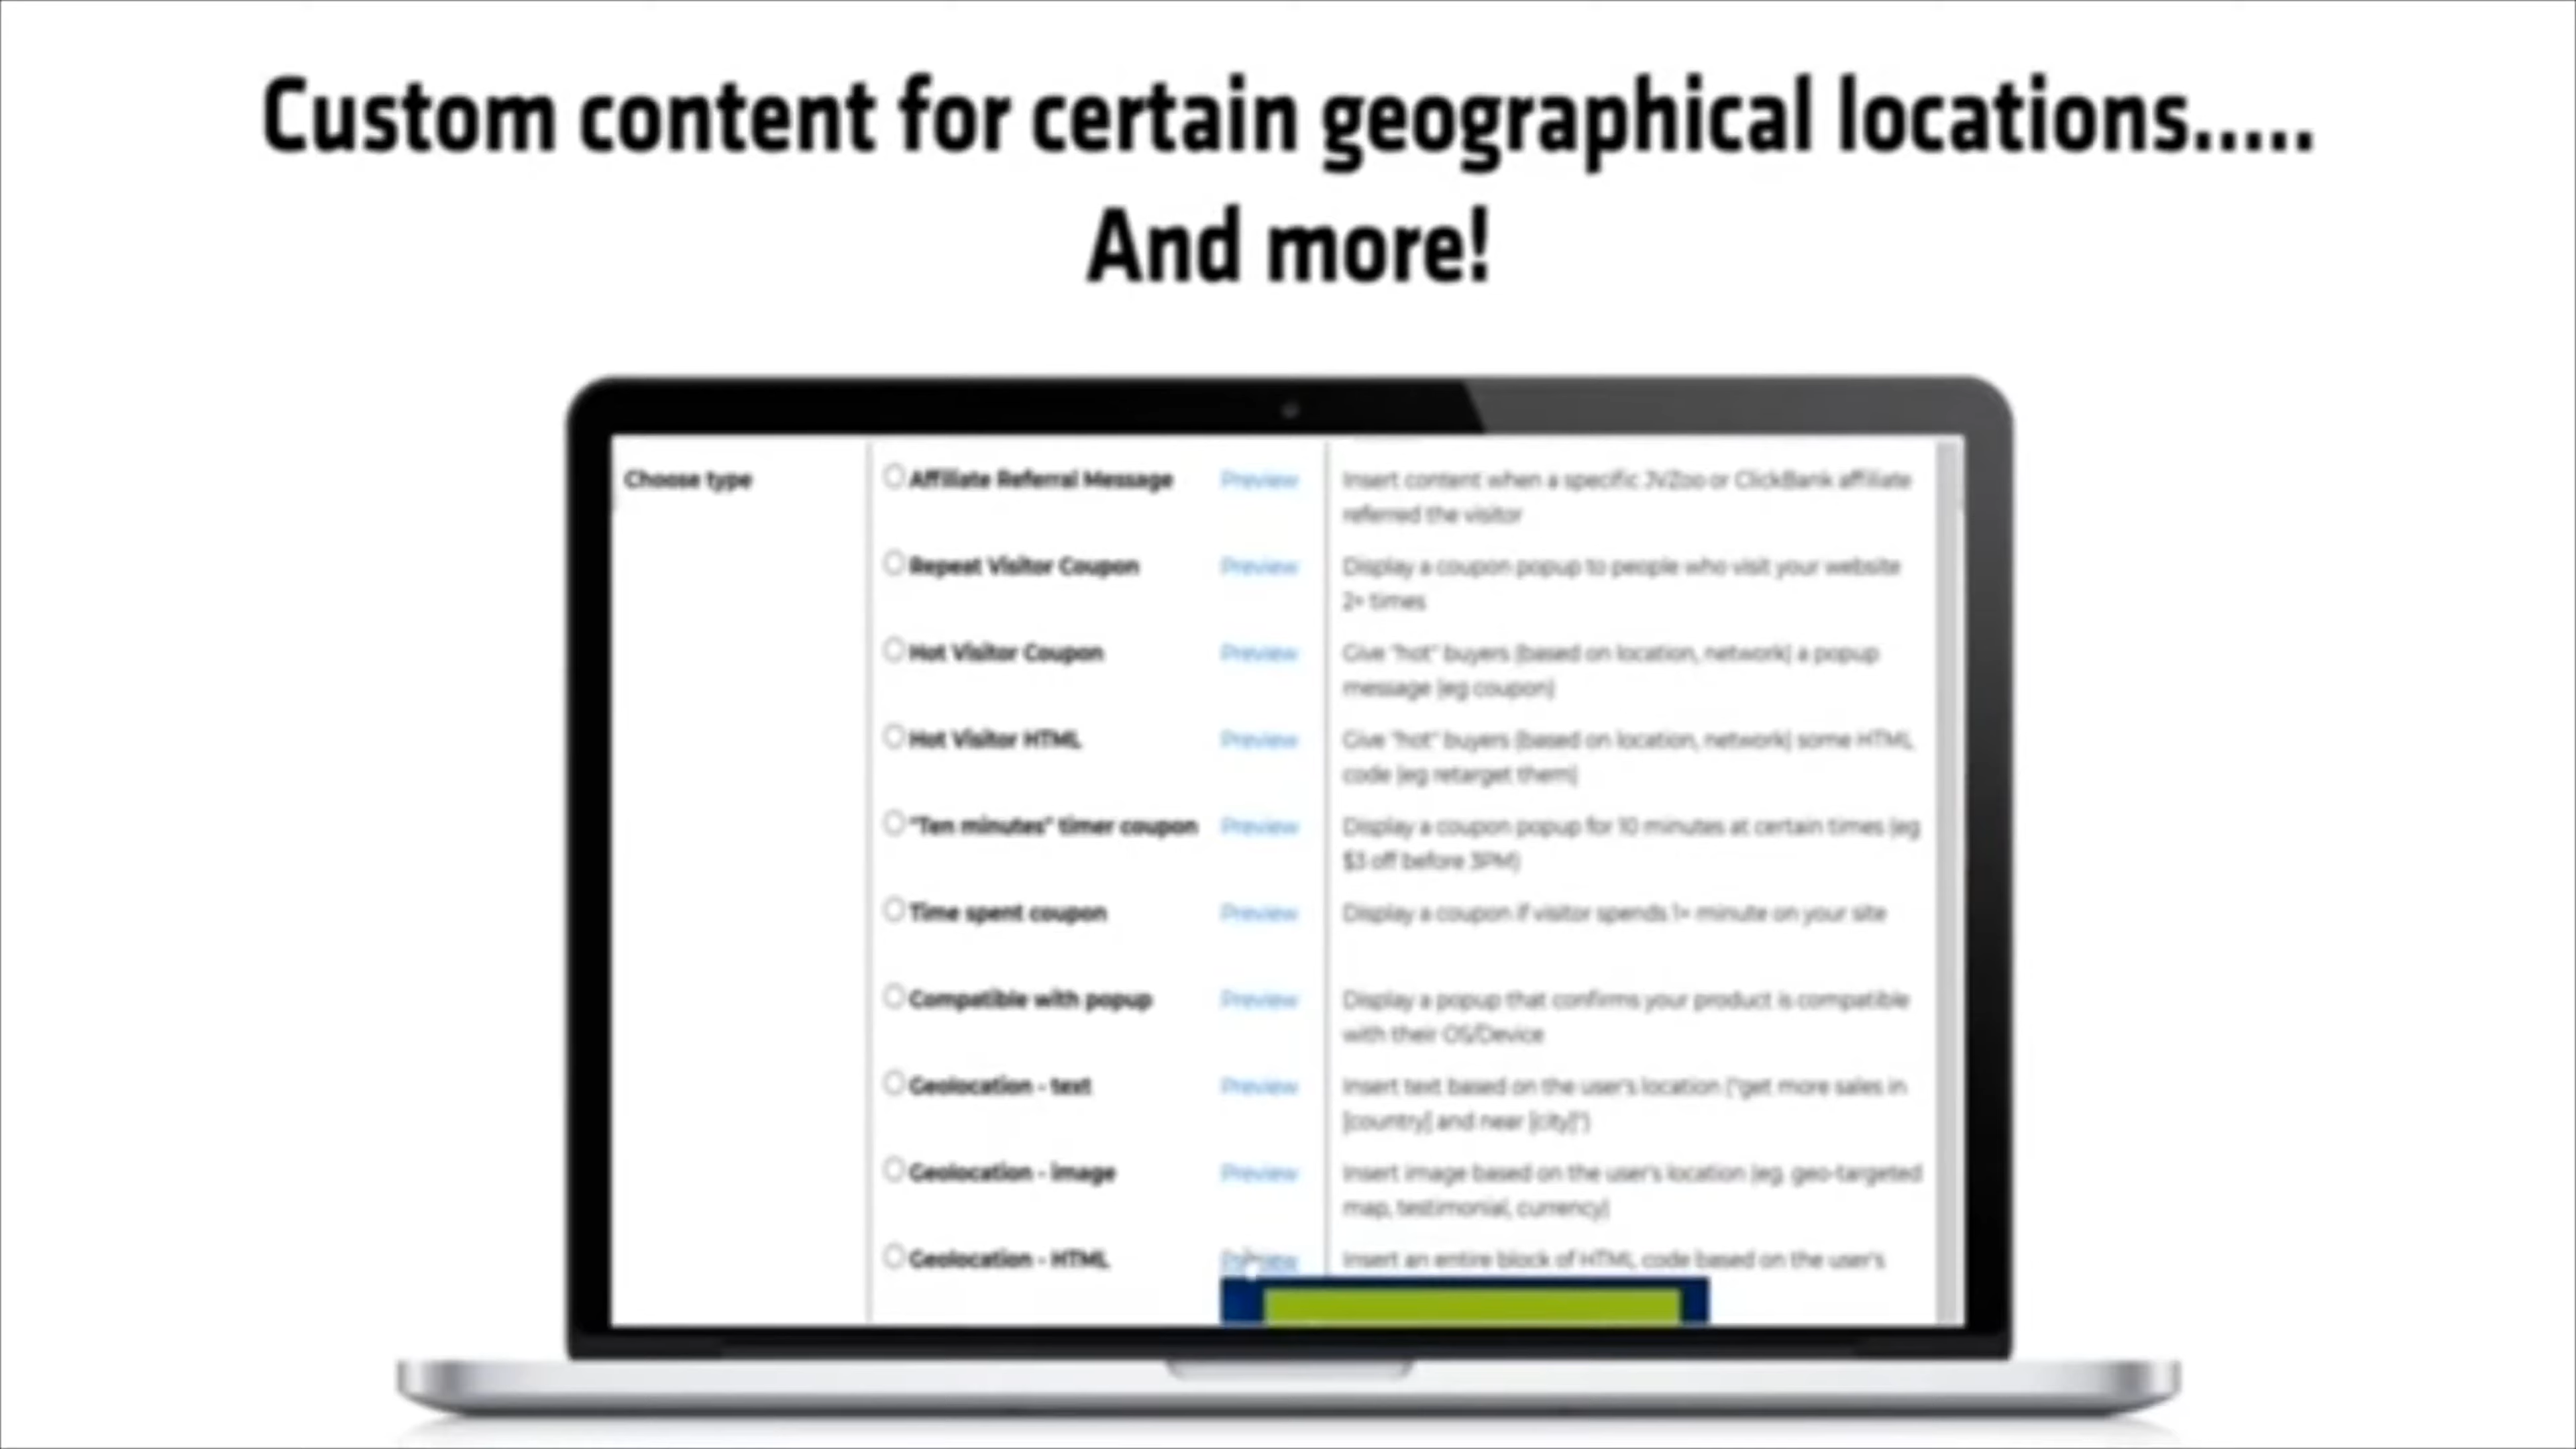 Custom content for certain geographical locations.....
And more!
Choose type
Affiliate Referral Message Preview Insert content when a specific JVZoo or ClickBank affiliate
referred the visitor
Repeat Visitor Coupon Preview Display a coupon popup to people who visit your website
2+ times
Hot Visitor Coupon Preview Give "hot" buyers (based on location, network) a popup
message (eg coupon)
Hot Visitor HTML Preview Give "hot" buyers (based on location, network) some HTML
code (eg retarget them)
"Ten minutes" timer coupon Preview Display a coupon popup for 10 minutes at certain times (eg
$3 off before 3PM)
Time spent coupon Preview Display a coupon if visitor spends 1+ minute on your site
Compatible with popup Preview Display a popup that confirms your product is compatible
with their OS/Device
Geolocation - text Preview Insert text based on the user's location ("get more sales in
[country] and near [city]")
Geolocation - image Preview Insert image based on the user's location (eg. geo-targeted
map, testimonial, currency)
Geolocation - HTML Preview Insert an entire block of HTML code based on the user's